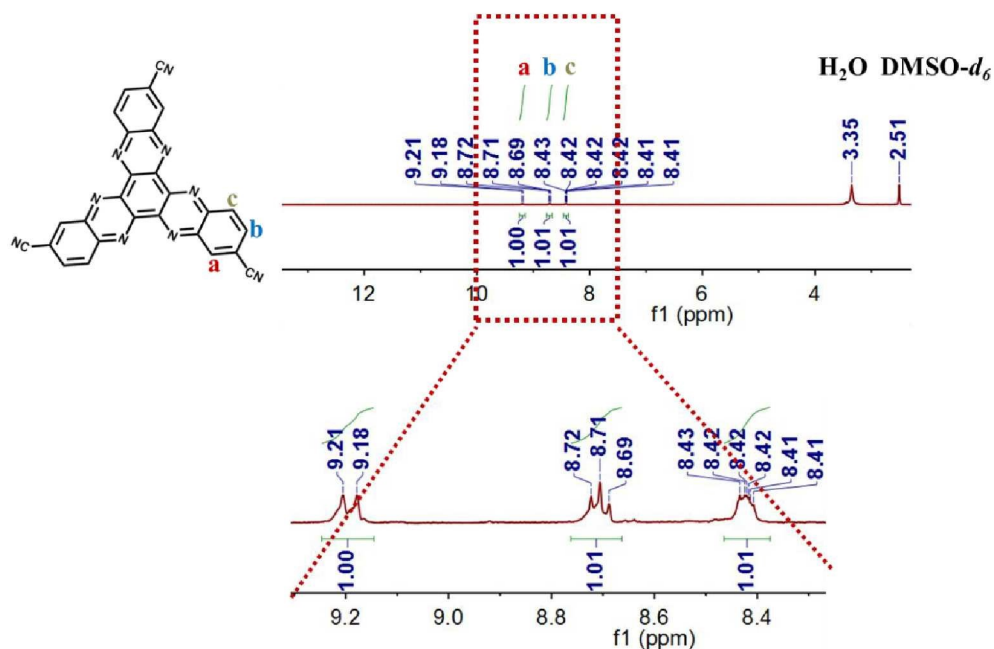 CN
N N
N N
N N
NC
CN
c
b
a
a b c
H₂O DMSO-d₆
9.21
9.18
8.72
8.71
8.69
8.43
8.42
8.42
8.42
8.41
8.41
3.35
2.51
1.00
1.01
1.01
12 10 8 6 4
f1 (ppm)
9.21
9.18
8.72
8.71
8.69
8.43
8.42
8.42
8.42
8.41
8.41
1.00
1.01
1.01
9.2 9.0 8.8 8.6 8.4
f1 (ppm)